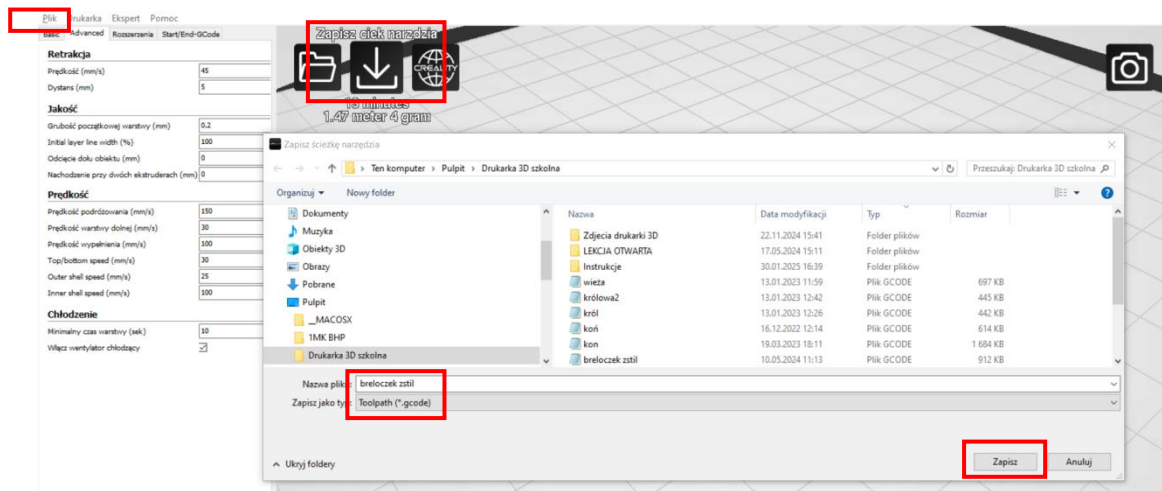 Plik Drukarka Ekspert Pomoc
Basic Advanced Rozszerzenia Start/End-GCode
Retrakcja
Prędkość (mm/s) 45
Dystans (mm) 5
Jakość
Grubość początkowej warstwy (mm) 0.2
Initial layer line width (%) 100
Odcięcie dołu obiektu (mm) 0
Nachodzenie przy dwóch ekstruderach (mm) 0
Prędkość
Prędkość podróżowania (mm/s) 150
Prędkość warstwy dolnej (mm/s) 30
Prędkość wypełnienia (mm/s) 100
Top/bottom speed (mm/s) 30
Outer shell speed (mm/s) 25
Inner shell speed (mm/s) 100
Chłodzenie
Minimalny czas warstwy (sek) 10
Włącz wentylator chłodzący
Zapisz ciek narzdzia
CREALITY
minutes
1.47 meter 4 gram
Zapisz ścieżkę narzędzia
Ten komputer › Pulpit › Drukarka 3D szkolna
Przeszukaj: Drukarka 3D szkolna
Organizuj Nowy folder
Dokumenty
Muzyka
Obiekty 3D
Obrazy
Pobrane
Pulpit
__MACOSX
1MK BHP
Drukarka 3D szkolna
Nazwa Data modyfikacji Typ Rozmiar
Zdjecia drukarki 3D 22.11.2024 15:41 Folder plików
LEKCJA OTWARTA 17.05.2024 15:11 Folder plików
Instrukcje 30.01.2025 16:39 Folder plików
wieza 13.01.2023 11:59 Plik GCODE 697 KB
królowa2 13.01.2023 12:42 Plik GCODE 445 KB
król 13.01.2023 12:26 Plik GCODE 442 KB
koń 16.12.2022 12:14 Plik GCODE 614 KB
kon 19.03.2023 18:11 Plik GCODE 1 684 KB
breloczek zstil 10.05.2024 11:13 Plik GCODE 912 KB
Nazwa pliku: breloczek zstil
Zapisz jako typ: Toolpath (*.gcode)
Ukryj foldery
Zapisz Anuluj